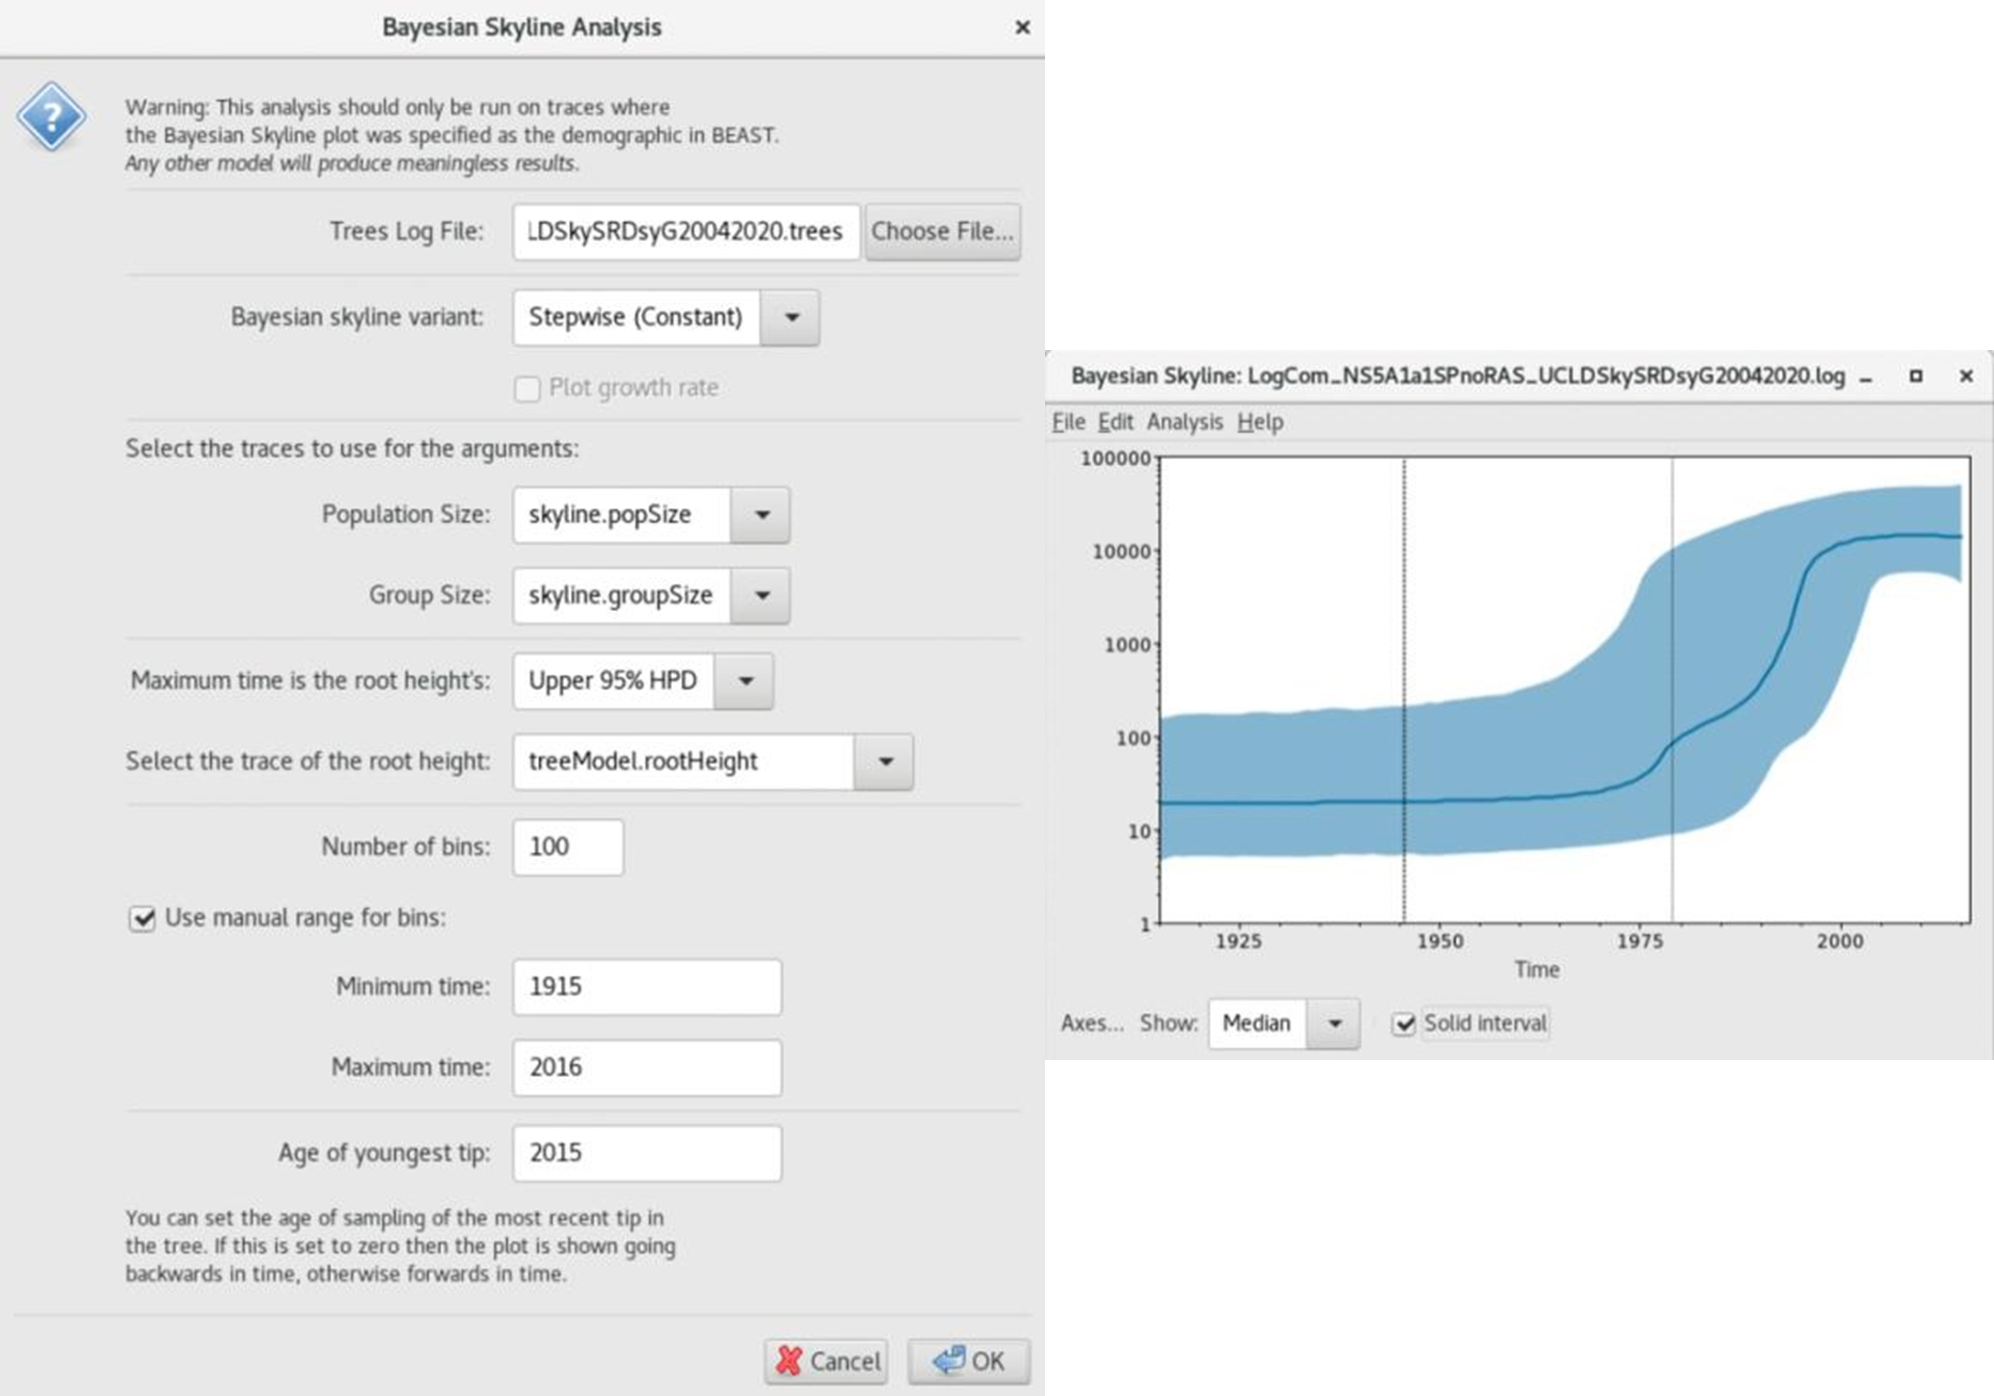 Bayesian Skyline Analysis
Warning: This analysis should only be run on traces where
the Bayesian Skyline plot was specified as the demographic in BEAST.
Any other model will produce meaningless results.
Trees Log File: LDSkySRDsyG20042020.trees Choose File...
Bayesian skyline variant: Stepwise (Constant)
Plot growth rate
Select the traces to use for the arguments:
Population Size: skyline.popSize
Group Size: skyline.groupSize
Maximum time is the root height's: Upper 95% HPD
Select the trace of the root height: treeModel.rootHeight
Number of bins: 100
Use manual range for bins:
Minimum time: 1915
Maximum time: 2016
Age of youngest tip: 2015
You can set the age of sampling of the most recent tip in
the tree. If this is set to zero then the plot is shown going
backwards in time, otherwise forwards in time.
Cancel OK
Bayesian Skyline: LogCom_NS5A1a1SPnoRAS_UCLDSkySRDsyG20042020.log
File Edit Analysis Help
100000
10000
1000
100
10
1
1925 1950 1975 2000
Time
Axes... Show: Median Solid interval